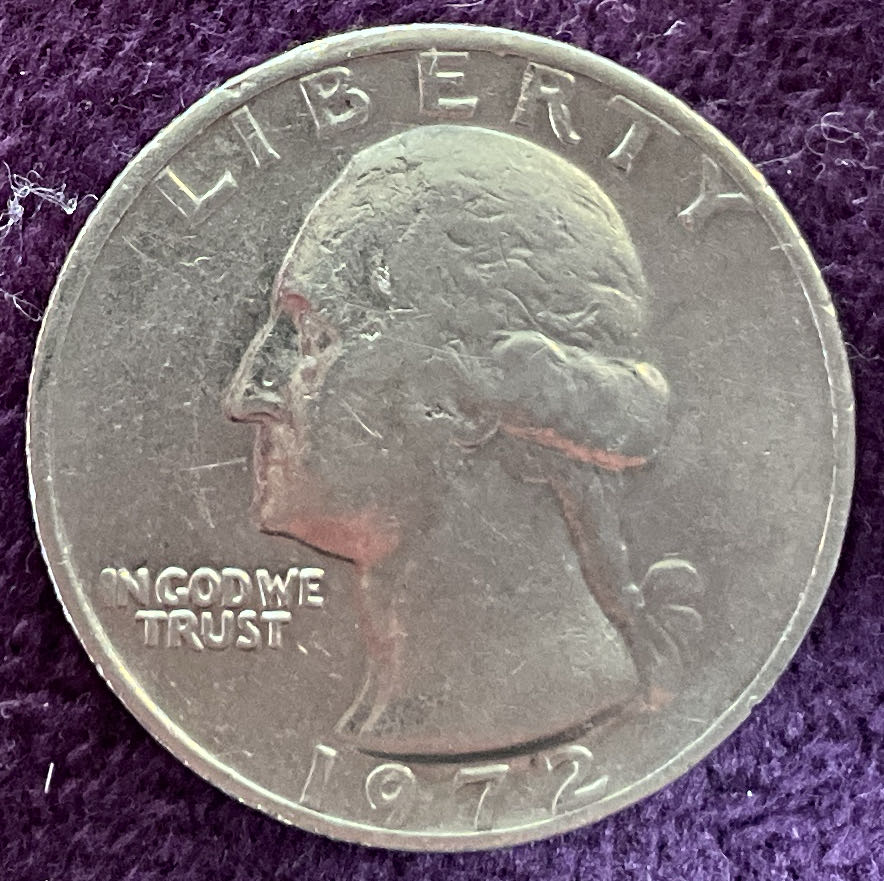 LIBERTY
IN GOD WE
TRUST
1972